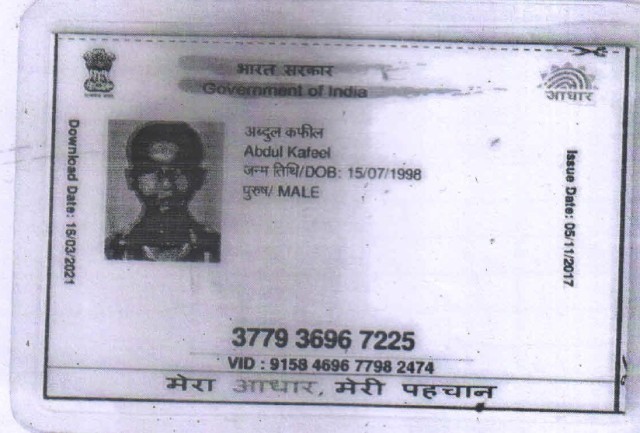 भारत सरकार
Government of India
आधार
Download Date: 16/03/2021
अब्दुल कफील
Abdul Kafeel
जन्म तिथि/DOB: 15/07/1998
पुरुष/ MALE
Issue Date: 05/11/2017
3779 3696 7225
VID : 9158 4696 7798 2474
मेरा आधार, मेरी पहचान